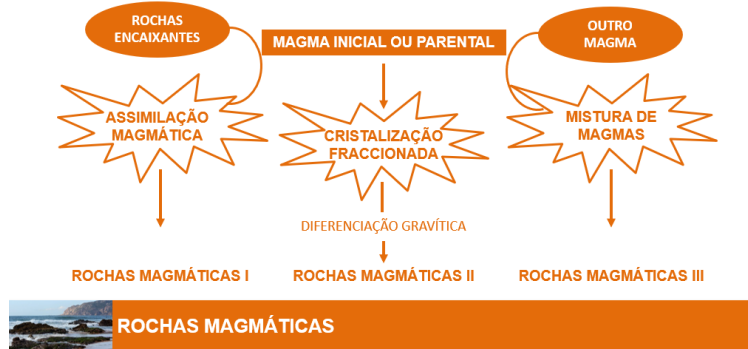 ROCHAS
ENCAIXANTES
MAGMA INICIAL OU PARENTAL
OUTRO
MAGMA
ASSIMILAÇÃO
MAGMÁTICA
CRISTALIZAÇÃO
FRACCIONADA
MISTURA DE
MAGMAS
DIFERENCIAÇÃO GRAVÍTICA
ROCHAS MAGMÁTICAS I
ROCHAS MAGMÁTICAS II
ROCHAS MAGMÁTICAS III
ROCHAS MAGMÁTICAS